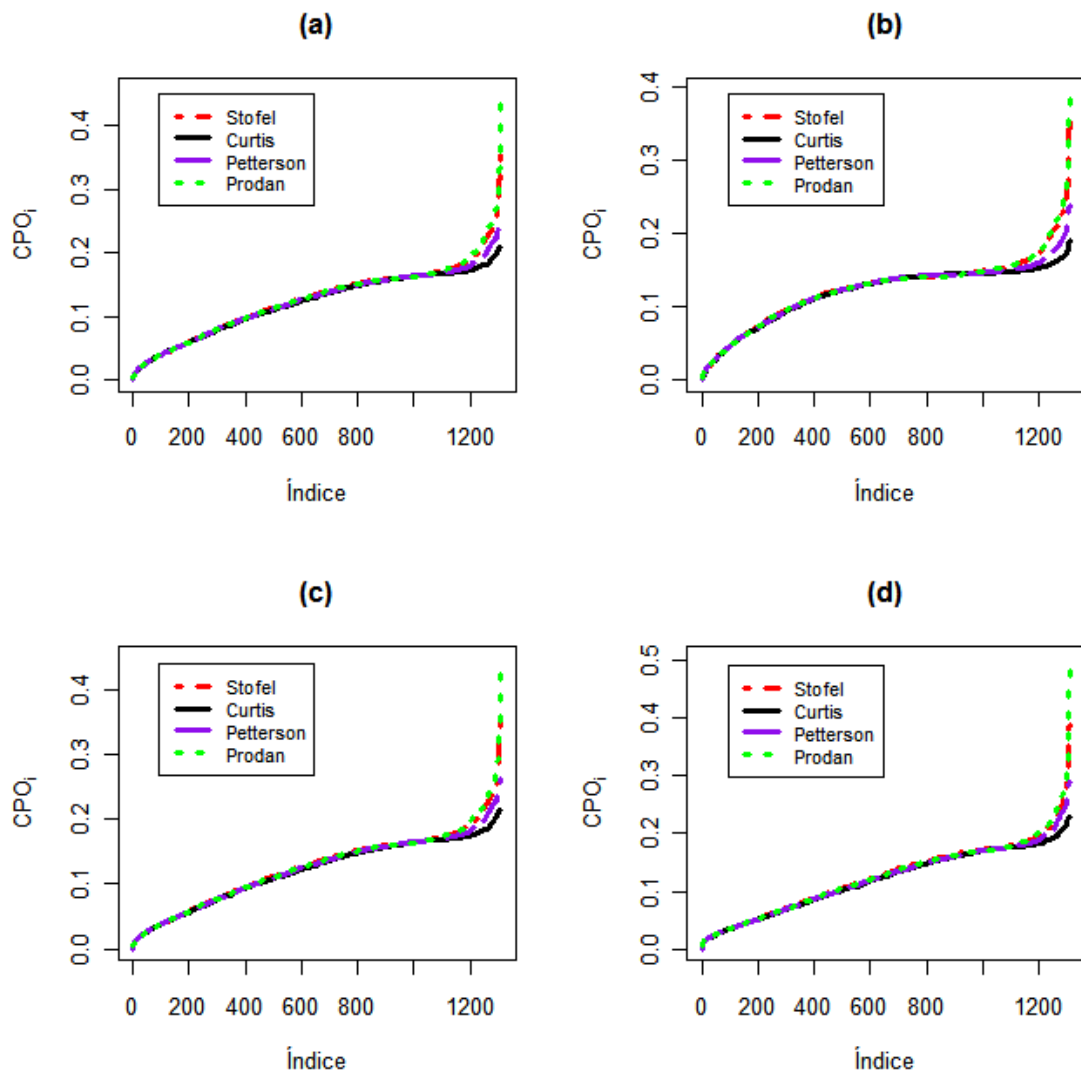 (a)
CPOi
0.0 0.1 0.2 0.3 0.4
Stofel
Curtis
Petterson
Prodan
0 200 400 600 800 1200
Índice
(b)
CPOi
0.0 0.1 0.2 0.3 0.4
Stofel
Curtis
Petterson
Prodan
0 200 400 600 800 1200
Índice
(c)
CPOi
0.0 0.1 0.2 0.3 0.4
Stofel
Curtis
Petterson
Prodan
0 200 400 600 800 1200
Índice
(d)
CPOi
0.0 0.1 0.2 0.3 0.4 0.5
Stofel
Curtis
Petterson
Prodan
0 200 400 600 800 1200
Índice